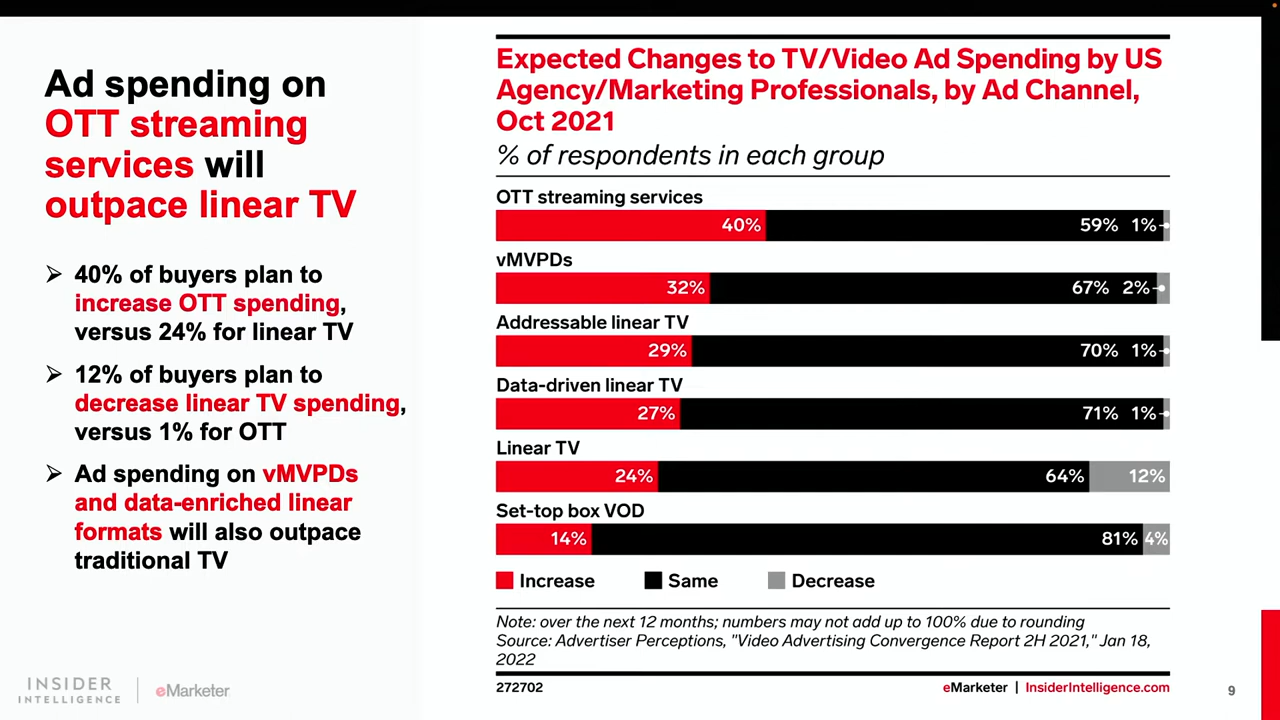 Ad spending on
OTT streaming
services will
outpace linear TV
➢ 40% of buyers plan to
increase OTT spending,
versus 24% for linear TV
➢ 12% of buyers plan to
decrease linear TV spending,
versus 1% for OTT
➢ Ad spending on vMVPDs
and data-enriched linear
formats will also outpace
traditional TV
INSIDER
INTELLIGENCE
eMarketer
Expected Changes to TV/Video Ad Spending by US
Agency/Marketing Professionals, by Ad Channel,
Oct 2021
% of respondents in each group
OTT streaming services
40% 59% 1%
vMVPDs
32% 67% 2%
Addressable linear TV
29% 70% 1%
Data-driven linear TV
27% 71% 1%
Linear TV
24% 64% 12%
Set-top box VOD
14% 81% 4%
Increase Same Decrease
Note: over the next 12 months; numbers may not add up to 100% due to rounding
Source: Advertiser Perceptions, "Video Advertising Convergence Report 2H 2021," Jan 18,
2022
272702 eMarketer | InsiderIntelligence.com
9